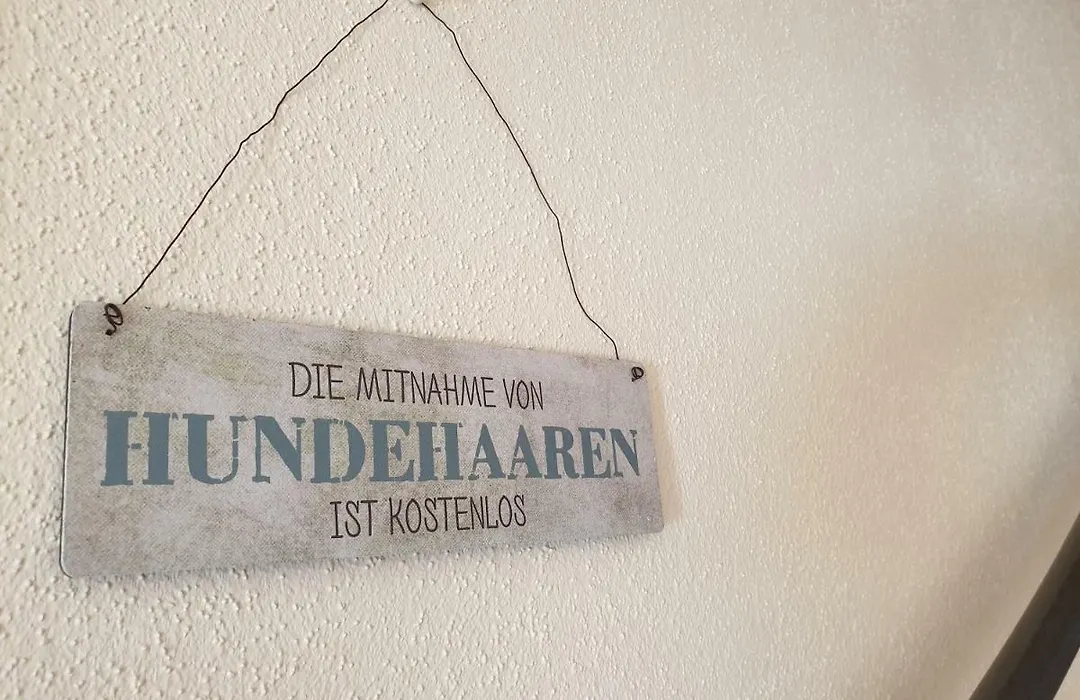 DIE MITNAHME VON
HUNDEHAAREN
IST KOSTENLOS